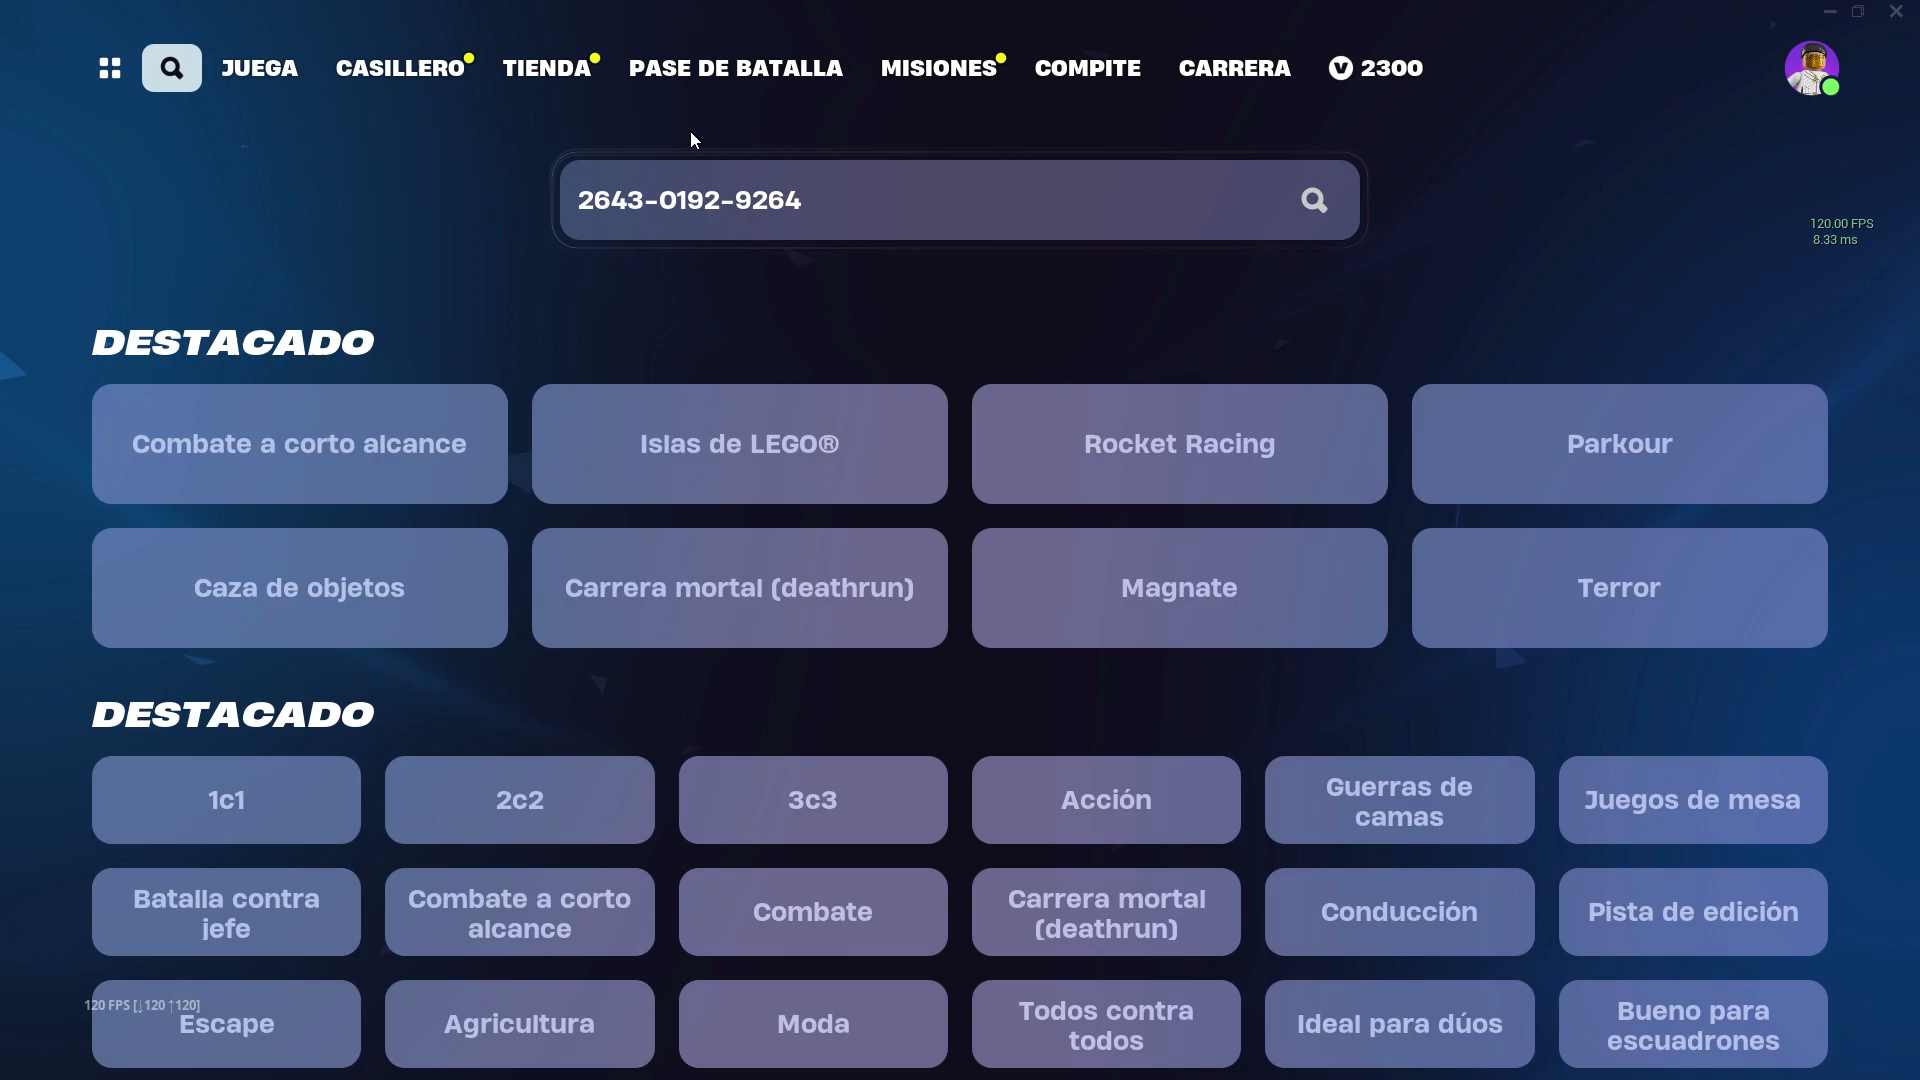 JUEGA CASILLERO TIENDA PASE DE BATALLA MISIONES COMPITE CARRERA 2300
2643-0192-9264
120.00 FPS
8.33 ms
DESTACADO
Combate a corto alcance
Islas de LEGO®
Rocket Racing
Parkour
Caza de objetos
Carrera mortal (deathrun)
Magnate
Terror
DESTACADO
1c1
2c2
3c3
Acción
Guerras de
camas
Juegos de mesa
Batalla contra
jefe
Combate a corto
alcance
Combate
Carrera mortal
(deathrun)
Conducción
Pista de edición
120 FPS [↓120 ↑120]
Escape
Agricultura
Moda
Todos contra
todos
Ideal para dúos
Bueno para
escuadrones